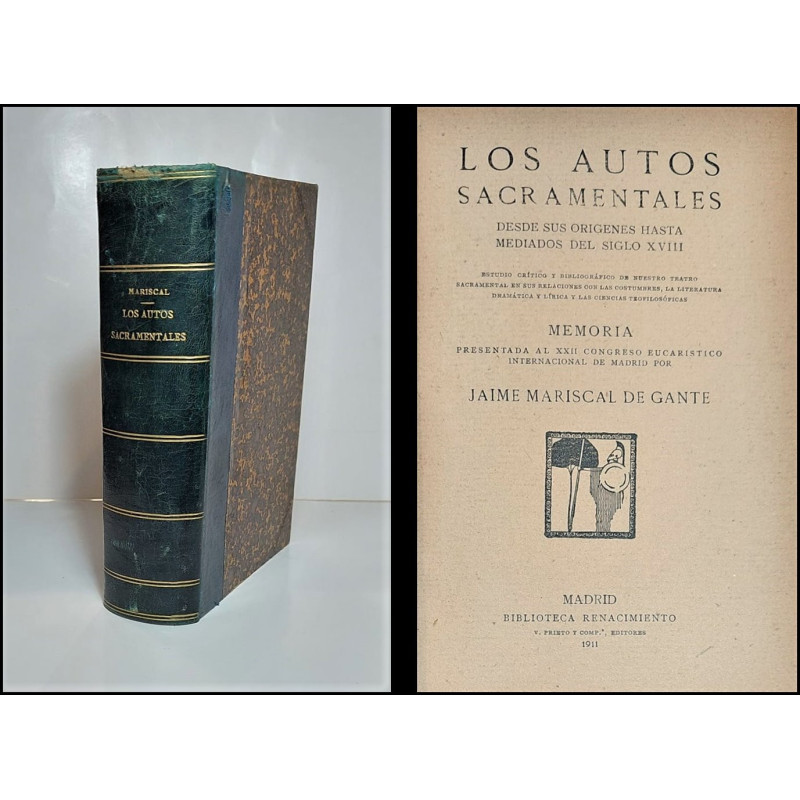 MARISCAL
LOS AUTOS
SACRAMENTALES
LOS AUTOS
SACRAMENTALES
DESDE SUS ORIGENES HASTA
MEDIADOS DEL SIGLO XVIII
ESTUDIO CRÍTICO Y BIBLIOGRÁFICO DE NUESTRO TEATRO
SACRAMENTAL EN SUS RELACIONES CON LAS COSTUMBRES, LA LITERATURA
DRAMÁTICA Y LÍRICA Y LAS CIENCIAS TEOFILOSÓFICAS
MEMORIA
PRESENTADA AL XXII CONGRESO EUCARISTICO
INTERNACIONAL DE MADRID POR
JAIME MARISCAL DE GANTE
MADRID
BIBLIOTECA RENACIMIENTO
V. PRIETO Y COMP.ª, EDITORES
1911